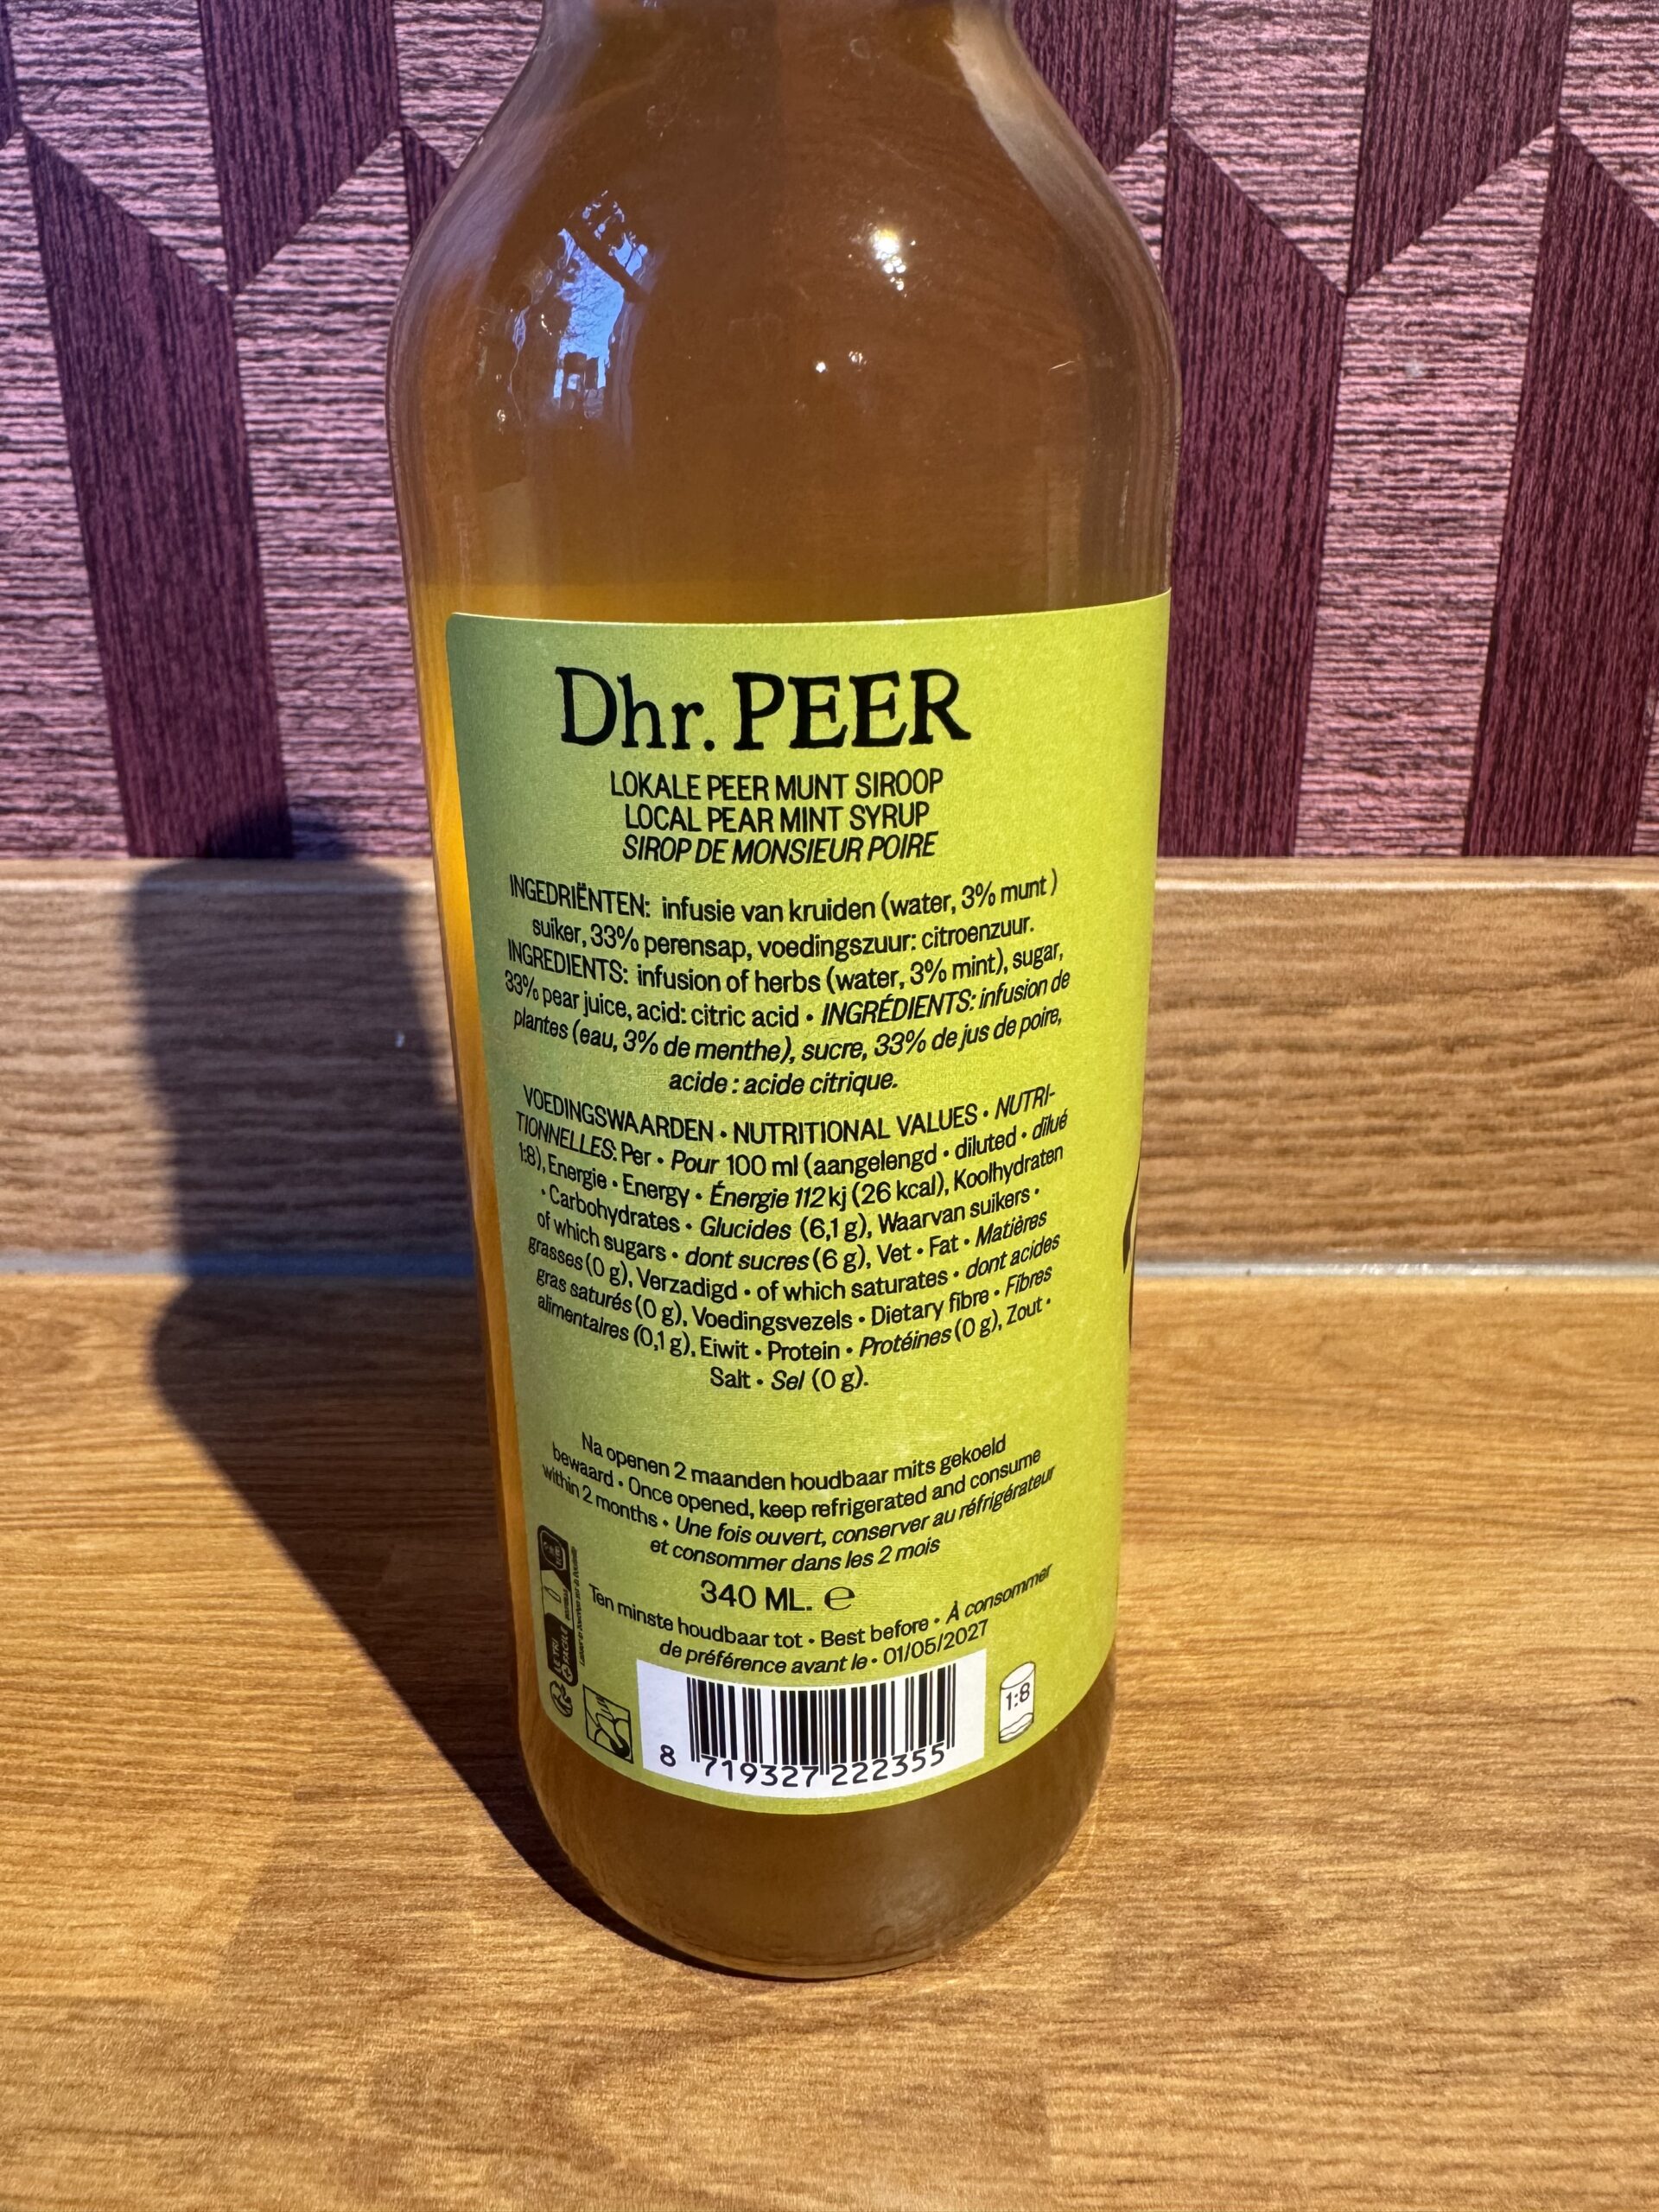 Dhr. PEER
LOKALE PEER MUNT SIROOP
LOCAL PEAR MINT SYRUP
SIROP DE MONSIEUR POIRE
INGEDRIËNTEN: infusie van kruiden (water, 3% munt )
suiker, 33% perensap, voedingszuur: citroenzuur.
INGREDIENTS: infusion of herbs (water, 3% mint), sugar,
33% pear juice, acid: citric acid • INGRÉDIENTS: infusion de
plantes (eau, 3% de menthe), sucre, 33% de jus de poire,
acide : acide citrique.
VOEDINGSWAARDEN • NUTRITIONAL VALUES • NUTRI-
TIONNELLES: Per • Pour 100 ml (aangelengd • diluted • dilué
1:8), Energie • Energy • Énergie 112 kj (26 kcal), Koolhydraten
• Carbohydrates • Glucides (6,1 g), Waarvan suikers •
of which sugars • dont sucres (6 g), Vet • Fat • Matières
grasses (0 g), Verzadigd • of which saturates • dont acides
gras saturés (0 g), Voedingsvezels • Dietary fibre • Fibres
alimentaires (0,1 g), Eiwit • Protein • Protéines (0 g), Zout •
Salt • Sel (0 g).
Na openen 2 maanden houdbaar mits gekoeld
bewaard • Once opened, keep refrigerated and consume
within 2 months • Une fois ouvert, conserver au réfrigérateur
et consommer dans les 2 mois
340 ML. ℮
Ten minste houdbaar tot • Best before • À consommer
de préférence avant le • 01/05/2027
8 719327 222355
1:8
LE TRI
FACILE